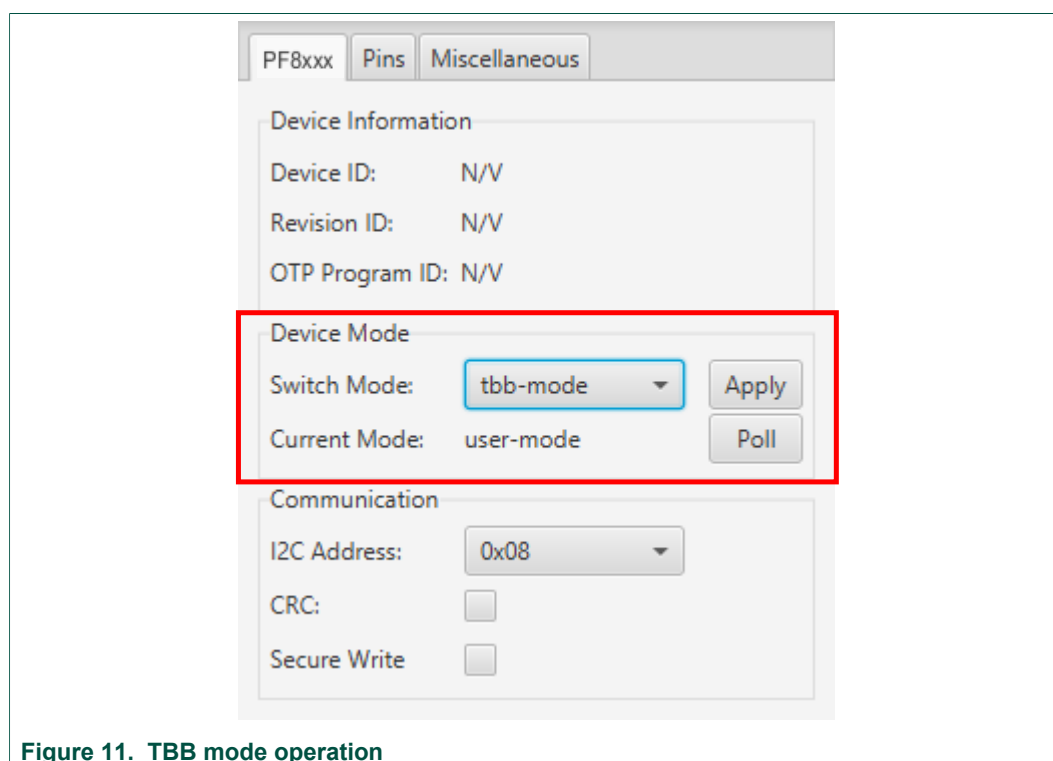 PF8xxx Pins Miscellaneous
Device Information
Device ID: N/V
Revision ID: N/V
OTP Program ID: N/V
Device Mode
Switch Mode: tbb-mode Apply
Current Mode: user-mode Poll
Communication
I2C Address: 0x08
CRC:
Secure Write
Figure 11. TBB mode operation